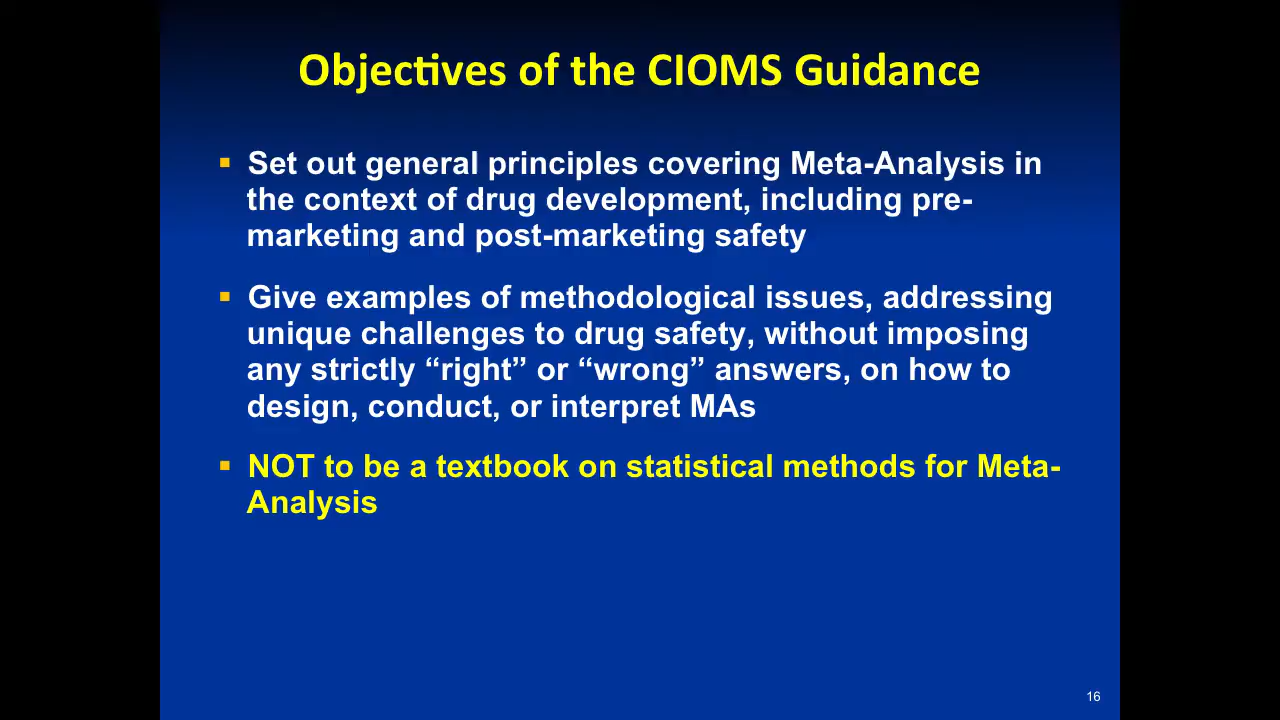 Objectives of the CIOMS Guidance
▪ Set out general principles covering Meta-Analysis in
the context of drug development, including pre-
marketing and post-marketing safety
▪ Give examples of methodological issues, addressing
unique challenges to drug safety, without imposing
any strictly “right” or “wrong” answers, on how to
design, conduct, or interpret MAs
▪ NOT to be a textbook on statistical methods for Meta-
Analysis
16